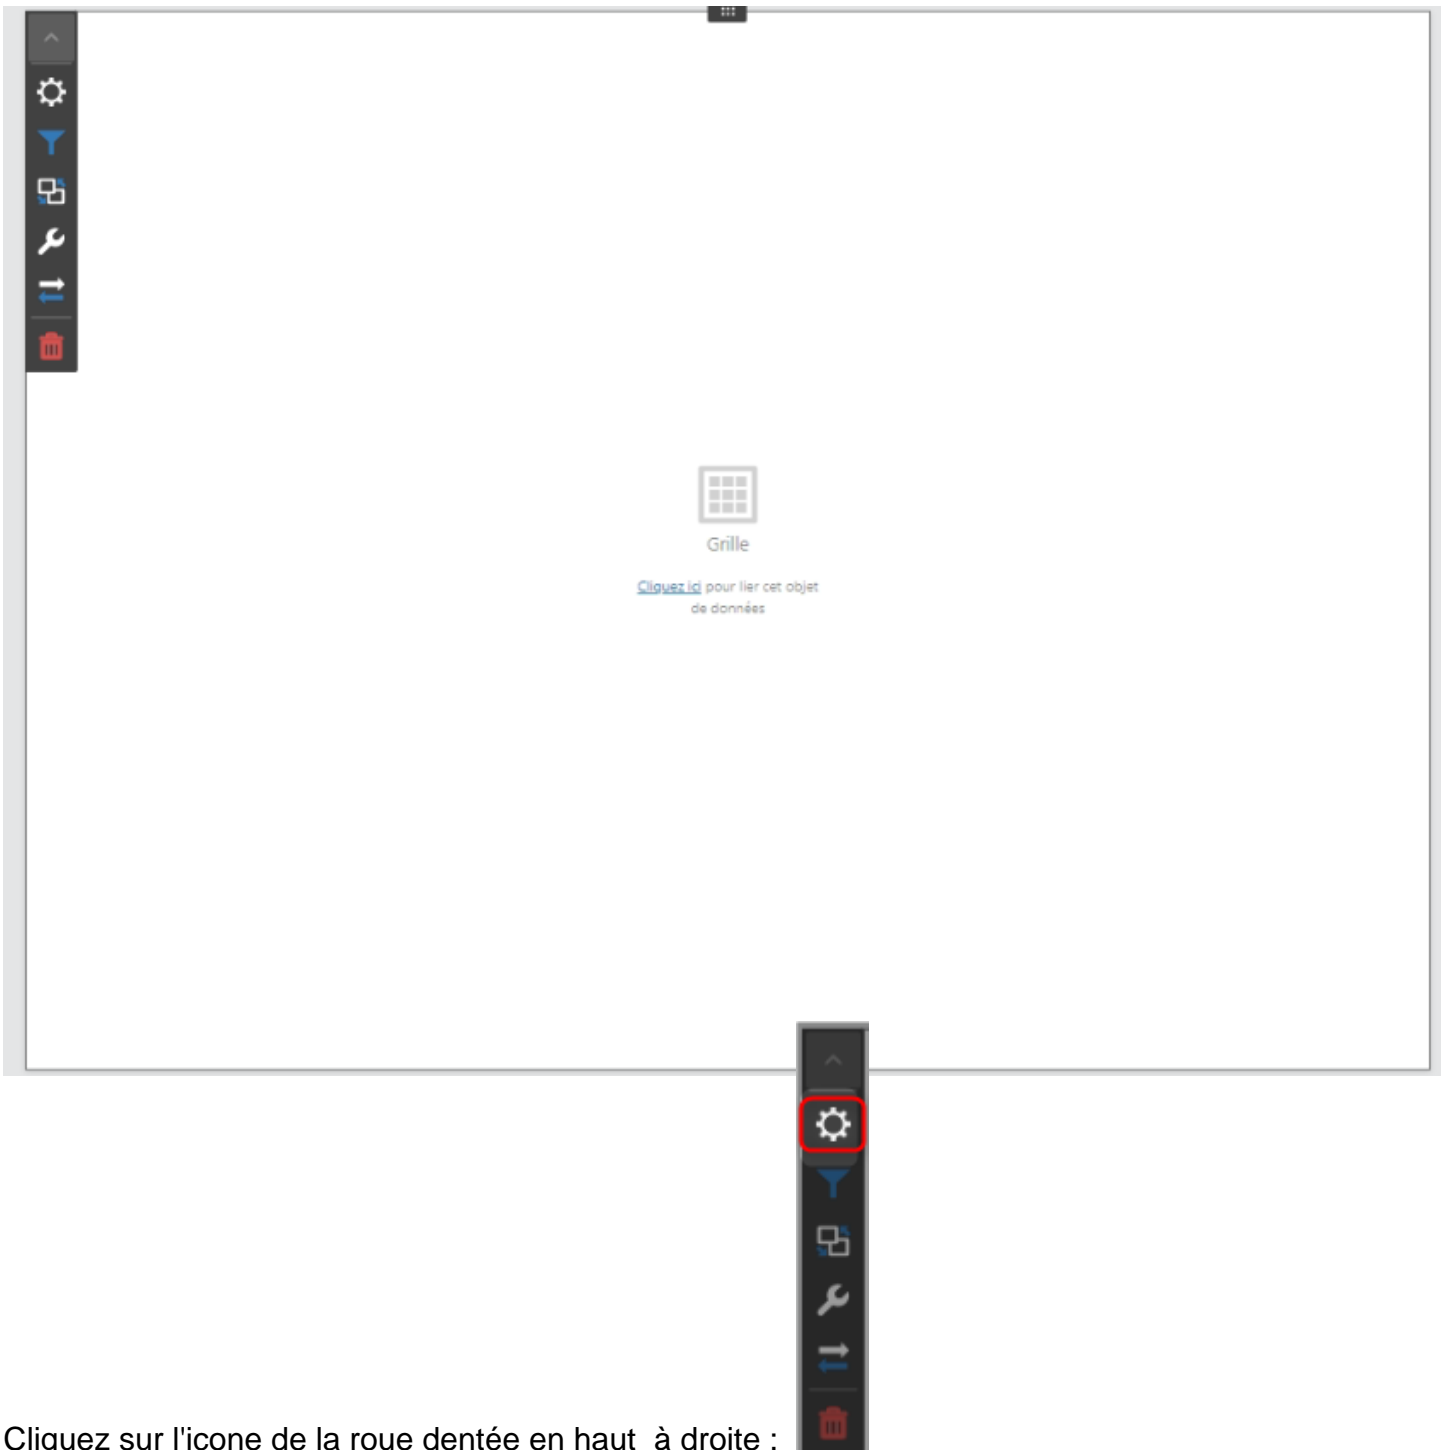 Grille
Cliquez ici pour lier cet objet
de données
Cliquez sur l'icone de la roue dentée en haut  à droite :